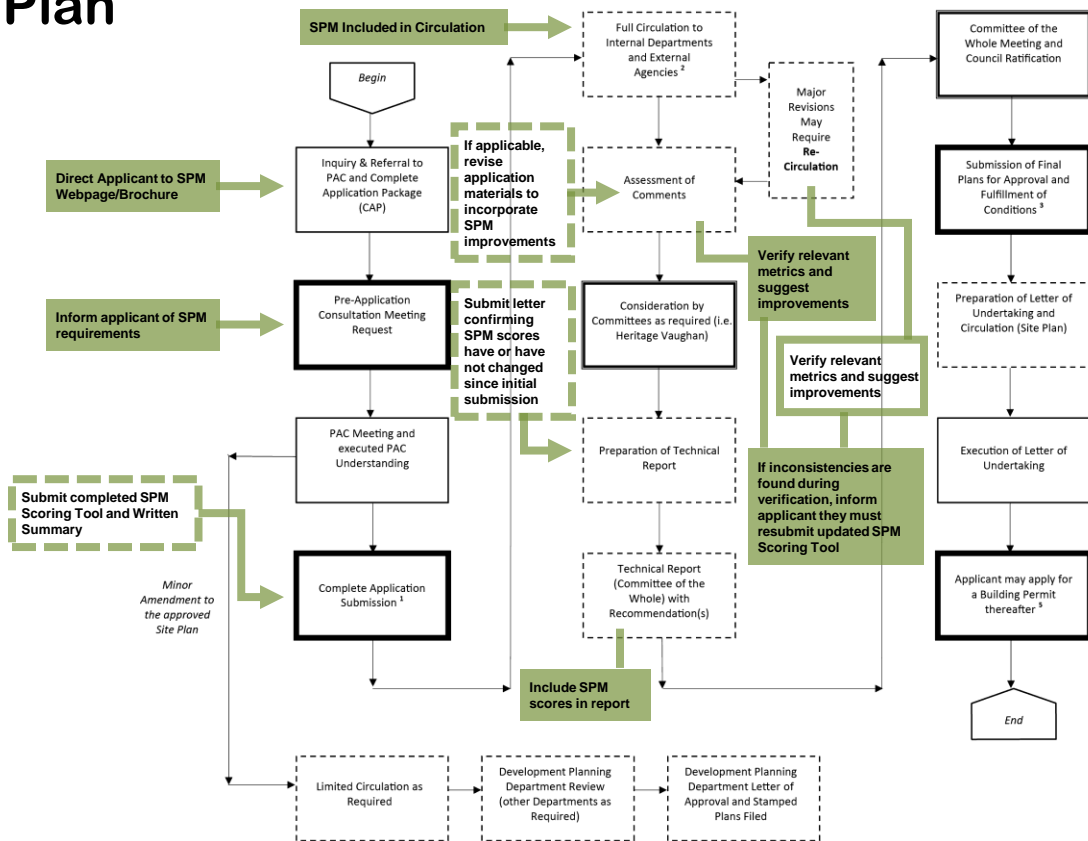 Plan
SPM Included in Circulation
Begin
Direct Applicant to SPM
Webpage/Brochure
Inquiry & Referral to
PAC and Complete
Application Package
(CAP)
Inform applicant of SPM
requirements
Pre-Application
Consultation Meeting
Request
PAC Meeting and
executed PAC
Understanding
Submit completed SPM
Scoring Tool and Written
Summary
Minor
Amendment to
the approved
Site Plan
Complete Application
Submission 1
Full Circulation to
Internal Departments
and External
Agencies 2
Major
Revisions
May
Require
Re-
Circulation
If applicable,
revise
application
materials to
incorporate
SPM
improvements
Assessment of
Comments
Verify relevant
metrics and
suggest
improvements
Submit letter
confirming
SPM scores
have or have
not changed
since initial
submission
Consideration by
Committees as required (i.e.
Heritage Vaughan)
Verify relevant
metrics and suggest
improvements
Preparation of Technical
Report
If inconsistencies are
found during
verification, inform
applicant they must
resubmit updated SPM
Scoring Tool
Technical Report
(Committee of the
Whole) with
Recommendation(s)
Include SPM
scores in report
Committee of the
Whole Meeting and
Council Ratification
Submission of Final
Plans for Approval and
Fulfillment of
Conditions 3
Preparation of Letter of
Undertaking and
Circulation (Site Plan)
Execution of Letter of
Undertaking
Applicant may apply for
a Building Permit
thereafter 5
End
Limited Circulation as
Required
Development Planning
Department Review
(other Departments as
Required)
Development Planning
Department Letter of
Approval and Stamped
Plans Filed